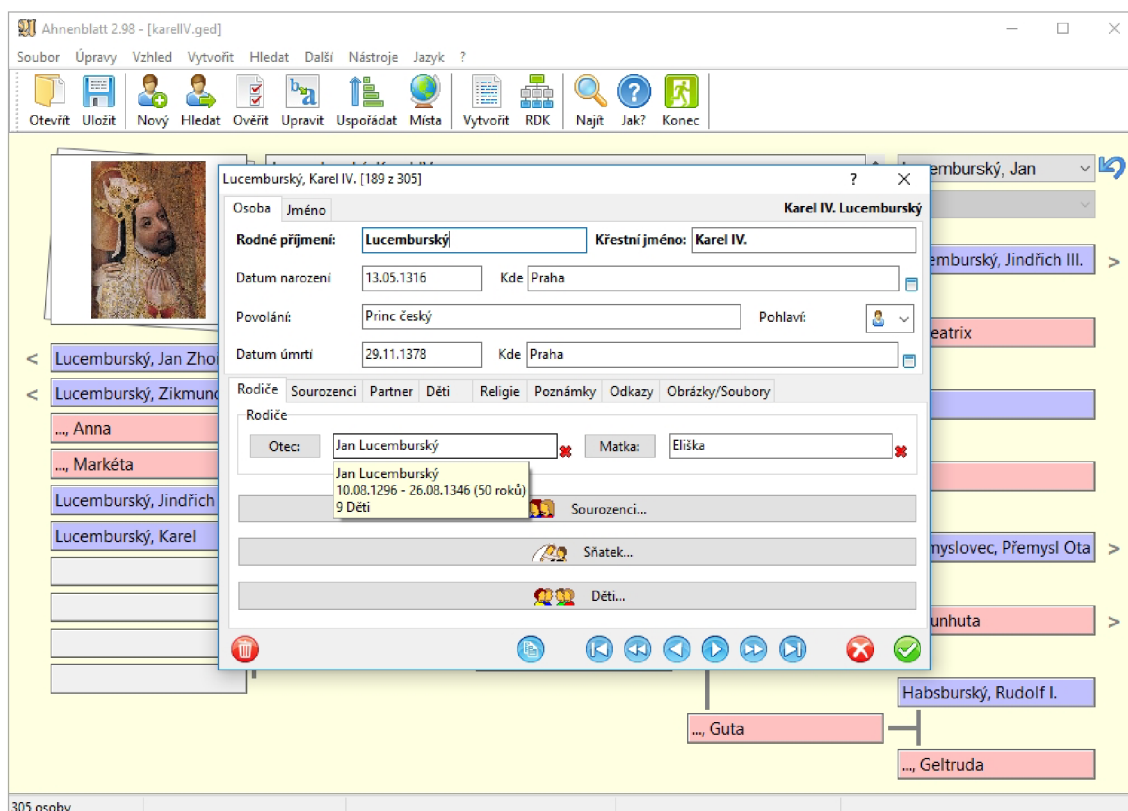 Ahnenblatt 2.98 - [karelIV.ged]
Soubor Úpravy Vzhled Vytvořit Hledat Další Nástroje Jazyk ?
Otevřít Uložit Nový Hledat Ověřit Upravit Uspořádat Místa Vytvořit RDK Najít Jak? Konec
Lucemburský, Karel IV. [189 z 305] ?
emburský, Jan
Osoba Jméno Karel IV. Lucemburský
Rodné příjmení: Lucemburský Křestní jméno: Karel IV.
emburský, Jindřich III. >
Datum narození 13.05.1316 Kde Praha
Povolání: Princ český Pohlaví:
eatrix
Datum úmrtí 29.11.1378 Kde Praha
< Lucemburský, Jan Zho
< Lucemburský, Zikmund
Rodiče Sourozenci Partner Děti Religie Poznámky Odkazy Obrázky/Soubory
Rodiče
..., Anna
Otec: Jan Lucemburský Matka: Eliška
..., Markéta
Jan Lucemburský
10.08.1296 - 26.08.1346 (50 roků)
9 Děti
Lucemburský, Jindřich
Sourozenci...
Lucemburský, Karel
Sňatek...
myslovec, Přemysl Ota >
Děti...
unhuta >
Habsburský, Rudolf I.
..., Guta
..., Geltruda
305 osoby